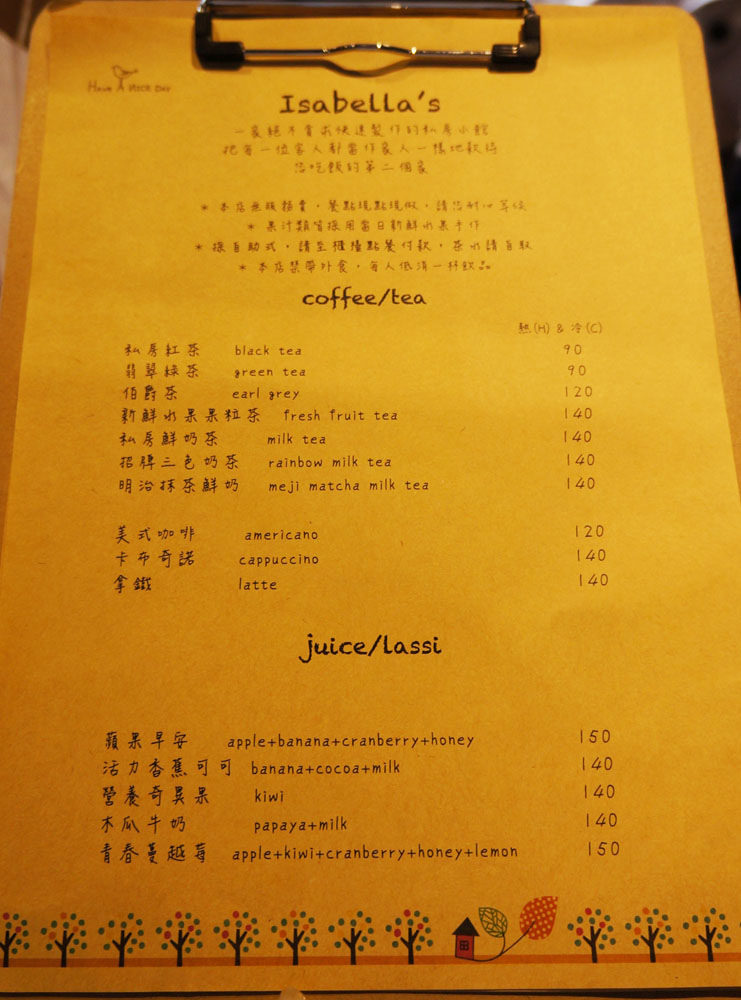 Have A nice Day
Isabella's
一家絕不賣求快速製作的私房小館
把每一位客人都當作家人一樣地款待
您吃飯的第二個家
* 本店無預務賣，餐點現點現做，請您耐心等候
* 果汁類皆採用當日新鮮水果手作
* 採自助式，請至櫃檯點餐付款，茶水請自取
* 本店禁帶外食，每人低消一杯飲品
coffee/tea
熱(H) & 冷(C)
私房紅茶 black tea 90
翡翠綠茶 green tea 90
伯爵茶 earl grey 120
新鮮水果果粒茶 fresh fruit tea 140
私房鮮奶茶 milk tea 140
招牌三色奶茶 rainbow milk tea 140
明治抹茶鮮奶 meji matcha milk tea 140
美式咖啡 americano 120
卡布奇諾 cappuccino 140
拿鐵 latte 140
juice/lassi
蘋果早安 apple+banana+cranberry+honey 150
活力香蕉可可 banana+cocoa+milk 140
營養奇異果 kiwi 140
木瓜牛奶 papaya+milk 140
青春蔓越莓 apple+kiwi+cranberry+honey+lemon 150